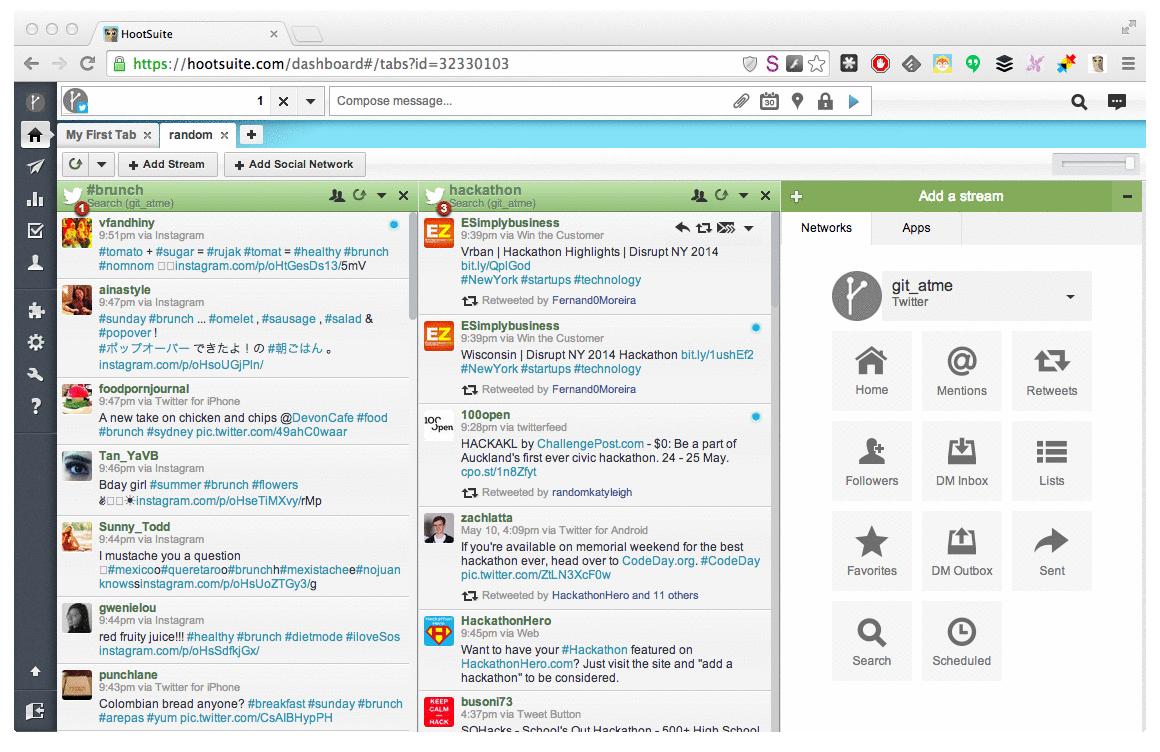 HootSuite
https://hootsuite.com/dashboard#/tabs?id=32330103
1
Compose message...
30
My First Tab
random
Add Stream
Add Social Network
#brunch
Search (git_atme)
1
vfandhiny
9:51pm via Instagram
#tomato + #sugar = #rujak #tomat = #healthy #brunch
#nomnom instagram.com/p/oHtGesDs13/5mV
ainastyle
9:47pm via Instagram
#sunday #brunch ... #omelet , #sausage , #salad &
#popover !
#ポップオーバー できたよ！の #朝ごはん 。
instagram.com/p/oHsoUGjPln/
foodpornjournal
9:47pm via Twitter for iPhone
A new take on chicken and chips @DevonCafe #food
#brunch #sydney pic.twitter.com/49ahC0waar
Tan_YaVB
9:46pm via Instagram
Bday girl #summer #brunch #flowers
✌☀instagram.com/p/oHseTiMXvy/rMp
Sunny_Todd
9:44pm via Instagram
I mustache you a question
#mexicoo#queretaroo#brunchh#mexistachee#nojuan
knowssinstagram.com/p/oHsUoZTGy3/g
gwenielou
9:44pm via Instagram
red fruity juice!!! #healthy #brunch #dietmode #iloveSos
instagram.com/p/oHsSdfkjGx/
punchlane
9:43pm via Twitter for iPhone
Colombian bread anyone? #breakfast #sunday #brunch
#arepas #yum pic.twitter.com/CsAIBHypPH
hackathon
Search (git_atme)
3
EZ
ESimplybusiness
9:39pm via Win the Customer
Vrban | Hackathon Highlights | Disrupt NY 2014
bit.ly/QplGod
#NewYork #startups #technology
Retweeted by Fernand0Moreira
EZ
ESimplybusiness
9:39pm via Win the Customer
Wisconsin | Disrupt NY 2014 Hackathon bit.ly/1ushEf2
#NewYork #startups #technology
Retweeted by Fernand0Moreira
100% Open
100open
9:28pm via twitterfeed
HACKAKL by ChallengePost.com - $0: Be a part of
Auckland's first ever civic hackathon. 24 - 25 May.
cpo.st/1n8Zfyt
Retweeted by randomkatyleigh
zachlatta
May 10, 4:09pm via Twitter for Android
If you're available on memorial weekend for the best
hackathon ever, head over to CodeDay.org. #CodeDay
pic.twitter.com/ZtLN3XcF0w
Retweeted by HackathonHero and 11 others
HackathonHero
9:45pm via Web
Want to have your #Hackathon featured on
HackathonHero.com? Just visit the site and "add a
hackathon" to be considered.
KEEP
CALM
HACK
busoni73
4:37pm via Tweet Button
SOHacks - School's Out Hackathon - 500+ High School
Add a stream
Networks
Apps
git_atme
Twitter
Home
Mentions
Retweets
Followers
DM Inbox
Lists
Favorites
DM Outbox
Sent
Search
Scheduled